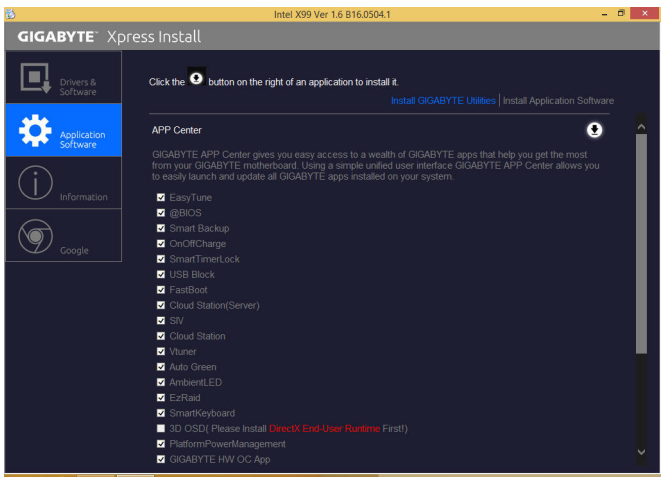 Intel X99 Ver 1.6 B16.0504.1
GIGABYTE™ Xpress Install
Drivers &
Software
Application
Software
Information
Google
Click the button on the right of an application to install it.
Install GIGABYTE Utilities | Install Application Software
APP Center
GIGABYTE APP Center gives you easy access to a wealth of GIGABYTE apps that help you get the most
from your GIGABYTE motherboard. Using a simple unified user interface GIGABYTE APP Center allows you
to easily launch and update all GIGABYTE apps installed on your system.
EasyTune
@BIOS
Smart Backup
OnOffCharge
SmartTimerLock
USB Block
FastBoot
Cloud Station(Server)
SIV
Cloud Station
Vtuner
Auto Green
AmbientLED
EzRaid
SmartKeyboard
3D OSD( Please Install DirectX End-User Runtime First!)
PlatformPowerManagement
GIGABYTE HW OC App